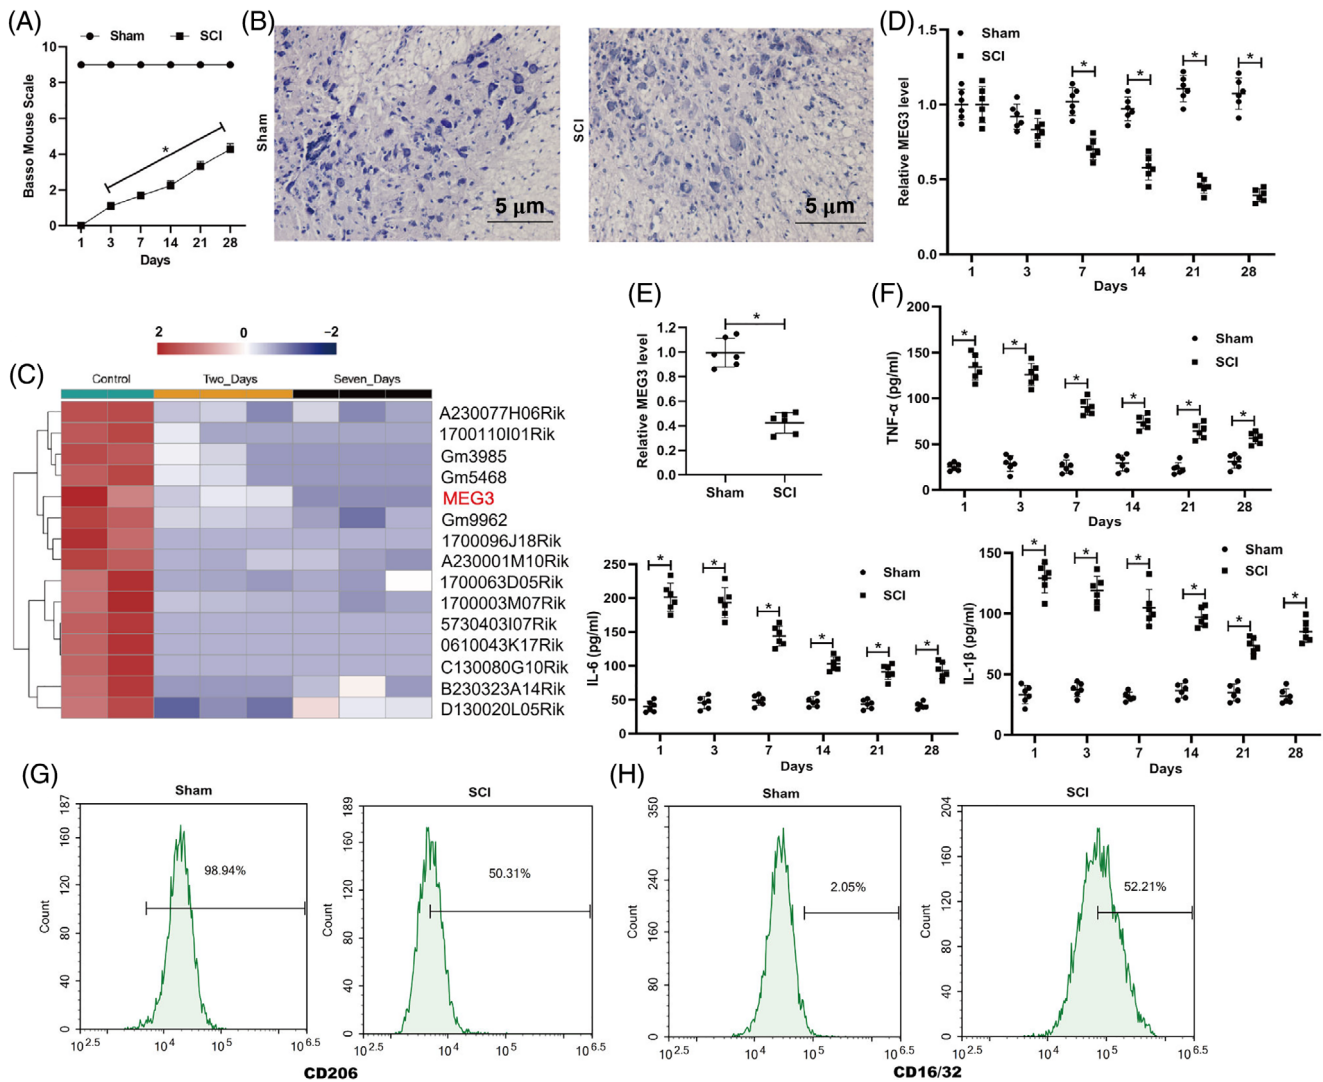 (A)
Sham
SCI
Basso Mouse Scale
10
8
6
4
2
0
*
1 3 7 14 21 28
Days
(B)
Sham
5 μm
SCI
5 μm
(D)
Sham
SCI
Relative MEG3 level
1.5
1.0
0.5
0.0
* * * *
1 3 7 14 21 28
Days
(C)
2 0 −2
Control Two_Days Seven_Days
A230077H06Rik
1700110I01Rik
Gm3985
Gm5468
MEG3
Gm9962
1700096J18Rik
A230001M10Rik
1700063D05Rik
1700003M07Rik
5730403I07Rik
0610043K17Rik
C130080G10Rik
B230323A14Rik
D130020L05Rik
(E)
Relative MEG3 level
1.2
1.0
0.8
0.6
0.4
0.2
0.0
*
Sham SCI
(F)
TNF-α (pg/ml)
200
150
100
50
0
* * * * * *
Sham
SCI
1 3 7 14 21 28
Days
IL-6 (pg/ml)
250
200
150
100
50
0
* * * * * *
Sham
SCI
1 3 7 14 21 28
Days
IL-1β (pg/ml)
150
100
50
0
* * * * * *
Sham
SCI
1 3 7 14 21 28
Days
(G)
Sham
Count
187
160
120
80
40
0
98.94%
10^2.5 10^4 10^5 10^6.5
SCI
Count
189
160
120
80
40
0
50.31%
10^2.5 10^4 10^5 10^6.5
CD206
(H)
Sham
Count
350
240
160
80
0
2.05%
10^2.5 10^4 10^5 10^6.5
SCI
Count
204
160
120
80
40
0
52.21%
10^2.5 10^4 10^5 10^6.5
CD16/32